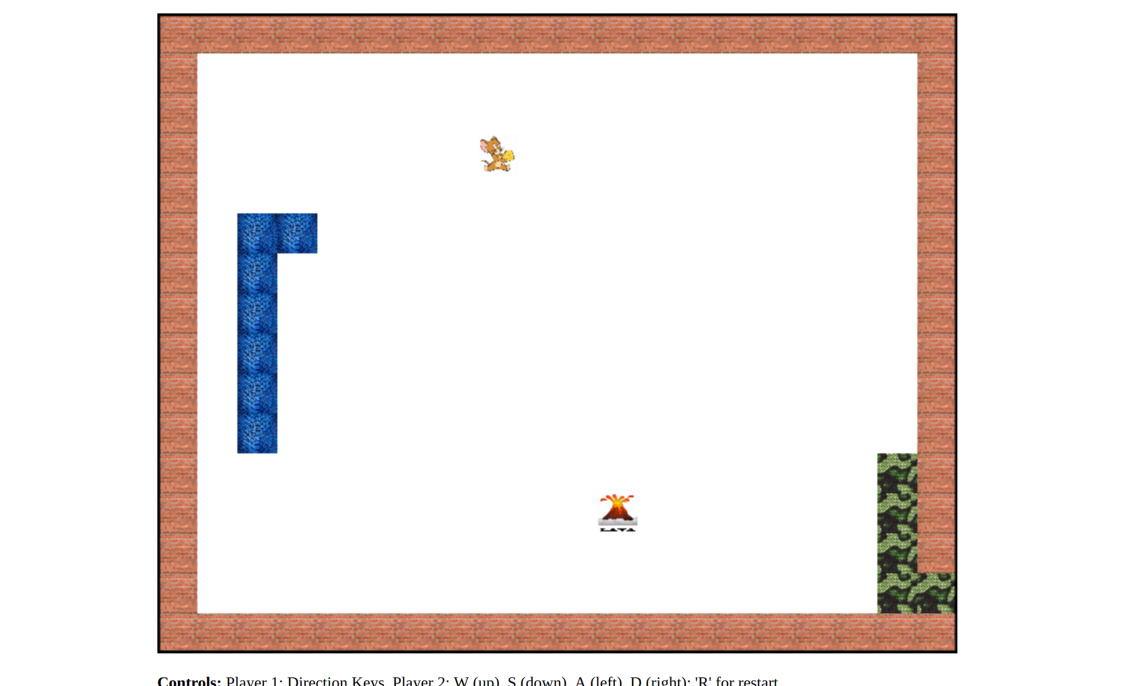 LAVA
Controls: Player 1: Direction Keys, Player 2: W (up), S (down), A (left), D (right); 'R' for restart